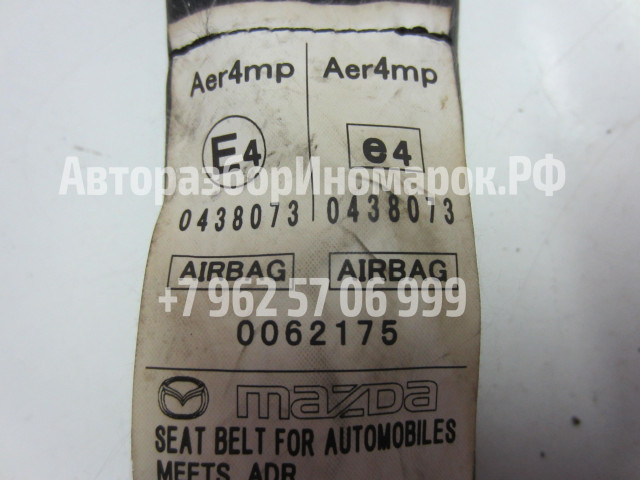 Aer4mp Aer4mp
E4 e4
АвторазборИномарок.РФ
0438073 0438073
AIRBAG AIRBAG
+7 962 57 06 999
0062175
mazda
SEAT BELT FOR AUTOMOBILES
MEETS ADR